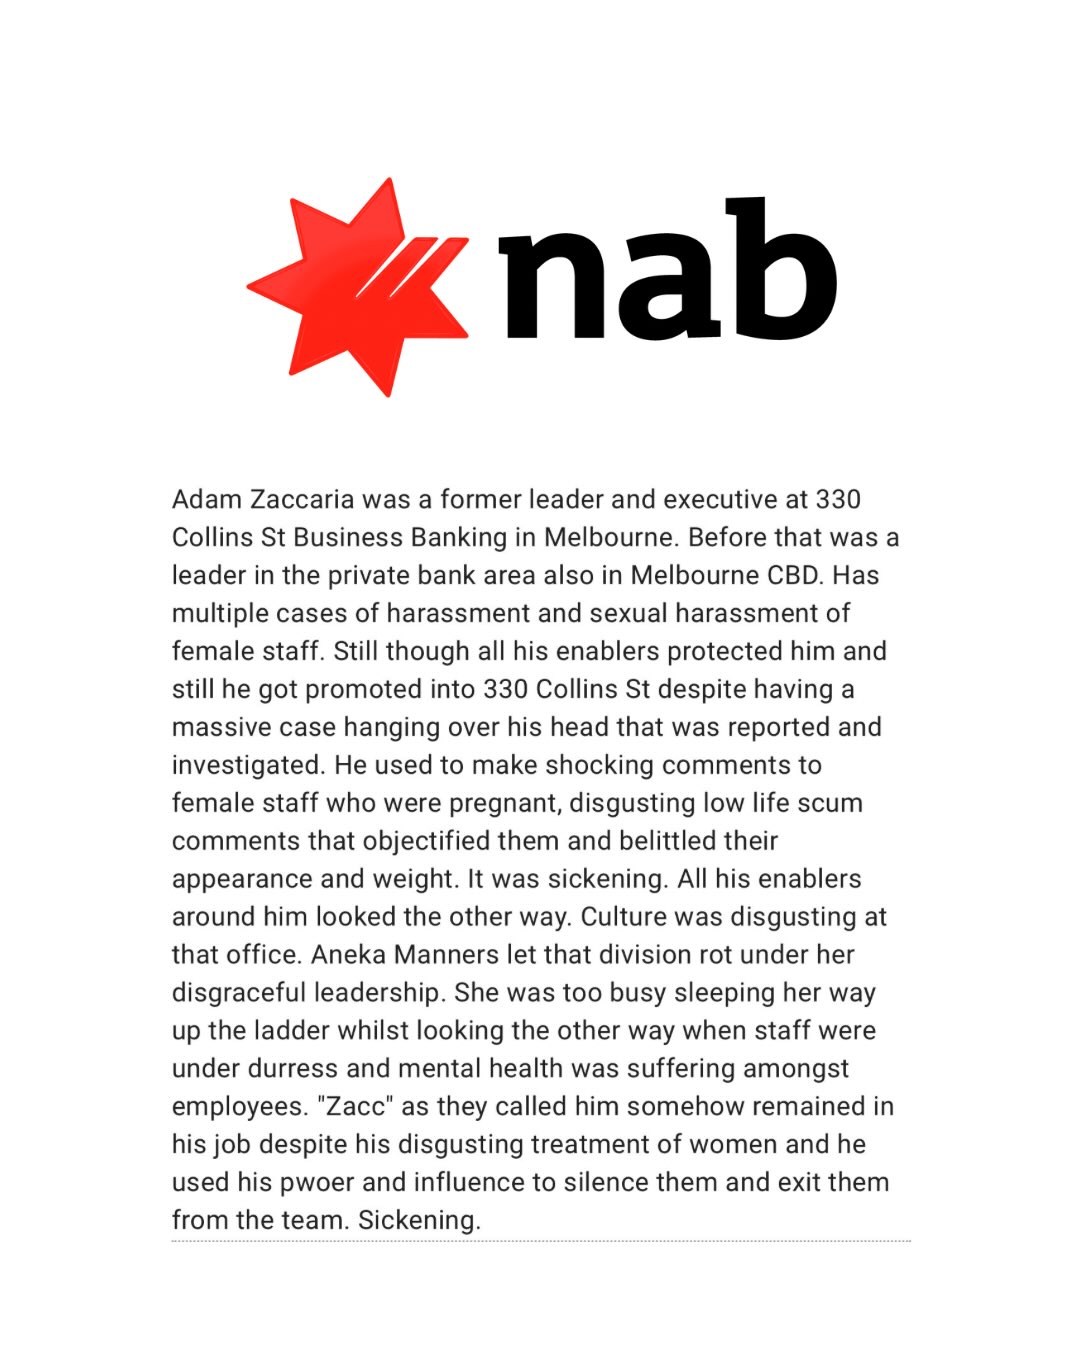 nab
Adam Zaccaria was a former leader and executive at 330
Collins St Business Banking in Melbourne. Before that was a
leader in the private bank area also in Melbourne CBD. Has
multiple cases of harassment and sexual harassment of
female staff. Still though all his enablers protected him and
still he got promoted into 330 Collins St despite having a
massive case hanging over his head that was reported and
investigated. He used to make shocking comments to
female staff who were pregnant, disgusting low life scum
comments that objectified them and belittled their
appearance and weight. It was sickening. All his enablers
around him looked the other way. Culture was disgusting at
that office. Aneka Manners let that division rot under her
disgraceful leadership. She was too busy sleeping her way
up the ladder whilst looking the other way when staff were
under durress and mental health was suffering amongst
employees. "Zacc" as they called him somehow remained in
his job despite his disgusting treatment of women and he
used his pwoer and influence to silence them and exit them
from the team. Sickening.